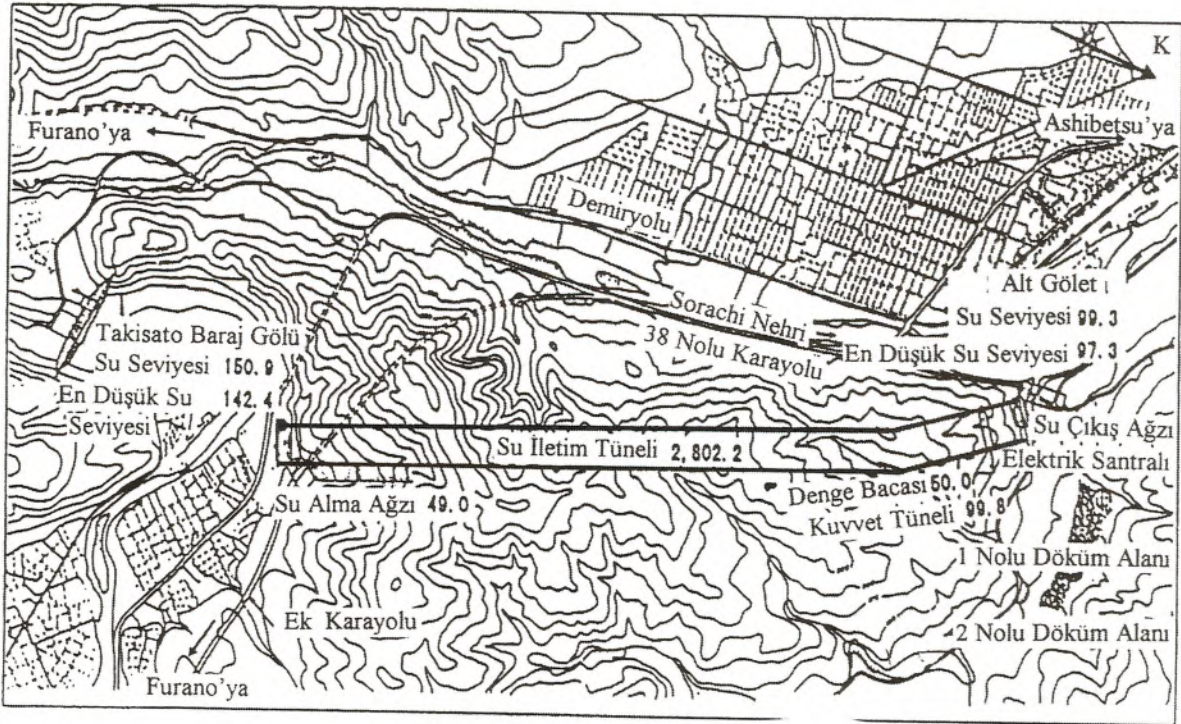 K
Furano'ya
Ashibetsu'ya
Demiryolu
Alt Gölet
Su Seviyesi 99.3
Sorachi Nehri
38 Nolu Karayolu
En Düşük Su Seviyesi 97.3
Takisato Baraj Gölü
Su Seviyesi 150.9
En Düşük Su 142.4
Seviyesi
Su İletim Tüneli 2,802.2
Su Çıkış Ağzı
Elektrik Santralı
Su Alma Ağzı 49.0
Denge Bacası 50.0
Kuvvet Tüneli 99.8
1 Nolu Döküm Alanı
Ek Karayolu
2 Nolu Döküm Alanı
Furano'ya